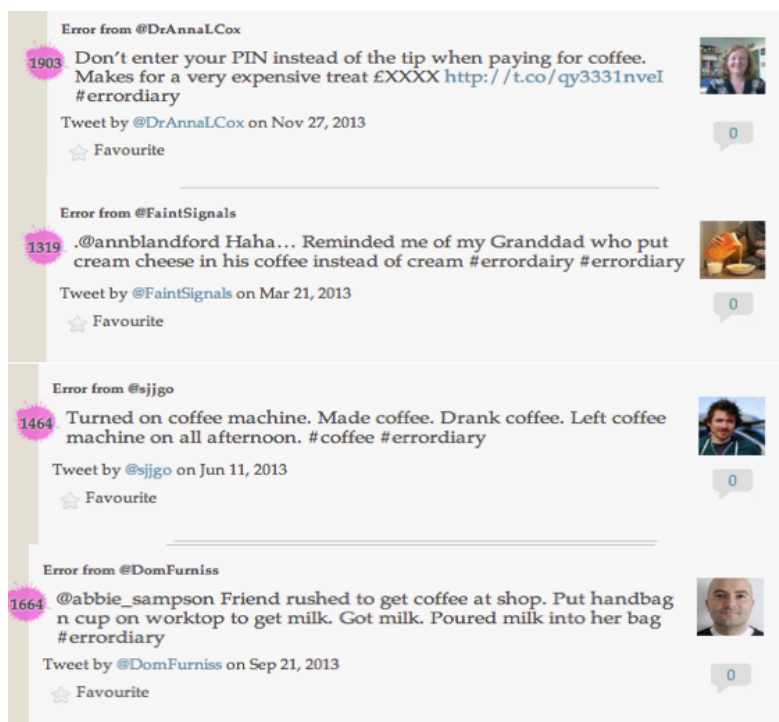 Error from @DrAnnaLCox
1903
Don't enter your PIN instead of the tip when paying for coffee.
Makes for a very expensive treat £XXXX http://t.co/qy3331nveI
#errordiary
Tweet by @DrAnnaLCox on Nov 27, 2013
0
Favourite
Error from @FaintSignals
1319
.@annblandford Haha... Reminded me of my Granddad who put
cream cheese in his coffee instead of cream #errordairy #errordiary
Tweet by @FaintSignals on Mar 21, 2013
0
Favourite
Error from @sjjgo
1464
Turned on coffee machine. Made coffee. Drank coffee. Left coffee
machine on all afternoon. #coffee #errordiary
Tweet by @sjjgo on Jun 11, 2013
0
Favourite
Error from @DomFurniss
1664
@abbie_sampson Friend rushed to get coffee at shop. Put handbag
n cup on worktop to get milk. Got milk. Poured milk into her bag
#errordiary
Tweet by @DomFurniss on Sep 21, 2013
0
Favourite